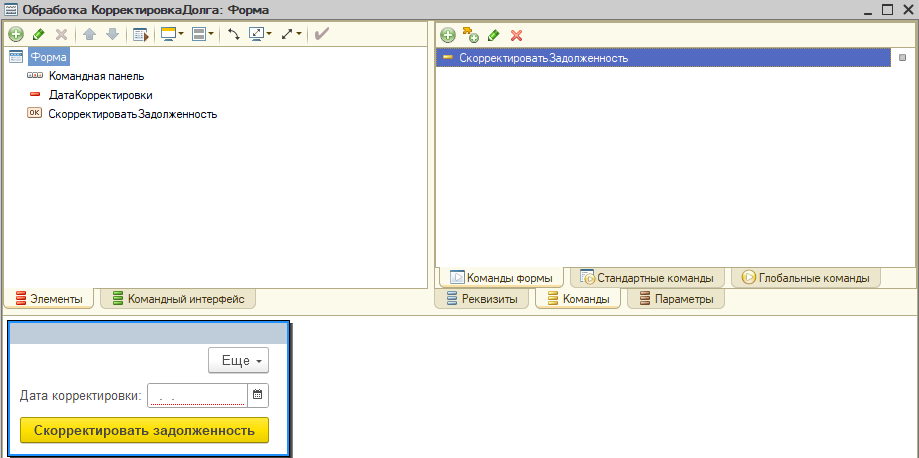 Обработка КорректировкаДолга: Форма
Форма
Командная панель
ДатаКорректировки
OK СкорректироватьЗадолженность
Элементы
Командный интерфейс
СкорректироватьЗадолженность
Команды формы
Стандартные команды
Глобальные команды
Реквизиты
Команды
Параметры
Еще
Дата корректировки: . .
Скорректировать задолженность